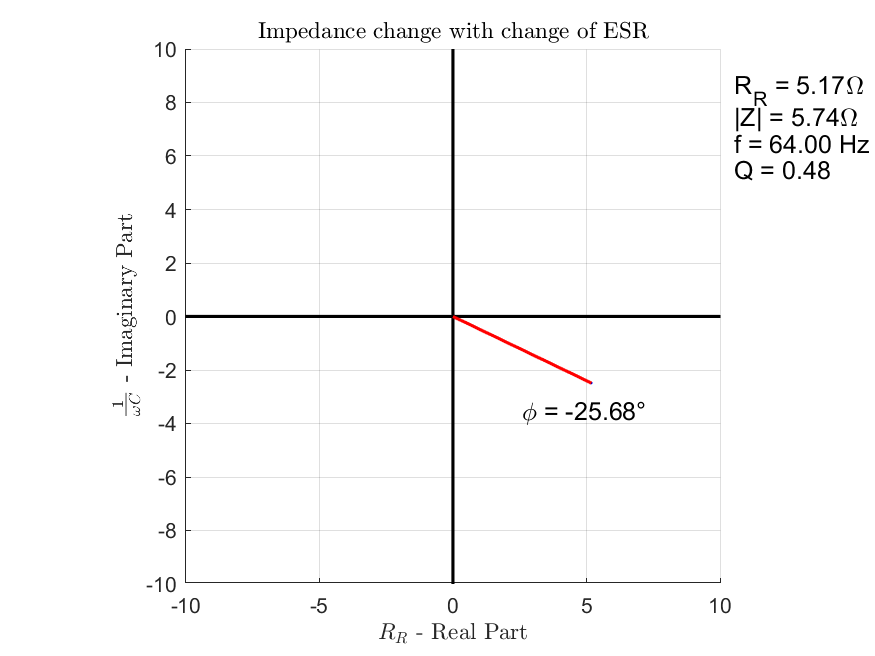 Impedance change with change of ESR
10
8
6
4
2
0
-2
-4
-6
-8
-10
1/ωC - Imaginary Part
-10
-5
0
5
10
R_R - Real Part
R_R = 5.17Ω
|Z| = 5.74Ω
f = 64.00 Hz
Q = 0.48
ϕ = -25.68°